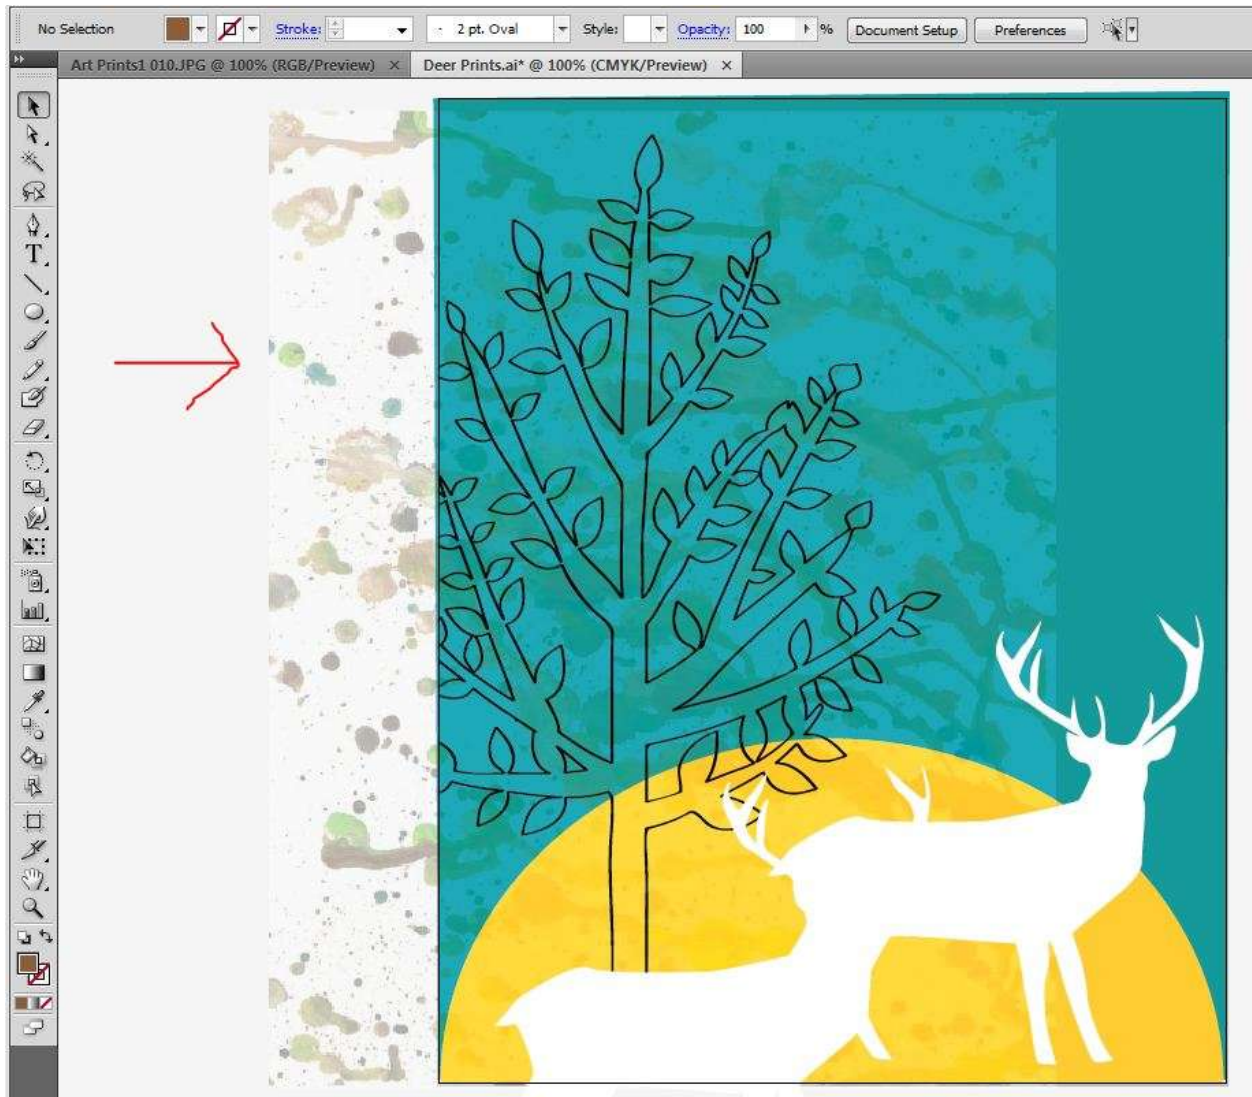 No Selection Stroke: 2 pt. Oval Style: Opacity: 100 % Document Setup Preferences
Art Prints1 010.JPG @ 100% (RGB/Preview) × Deer Prints.ai* @ 100% (CMYK/Preview) ×
T